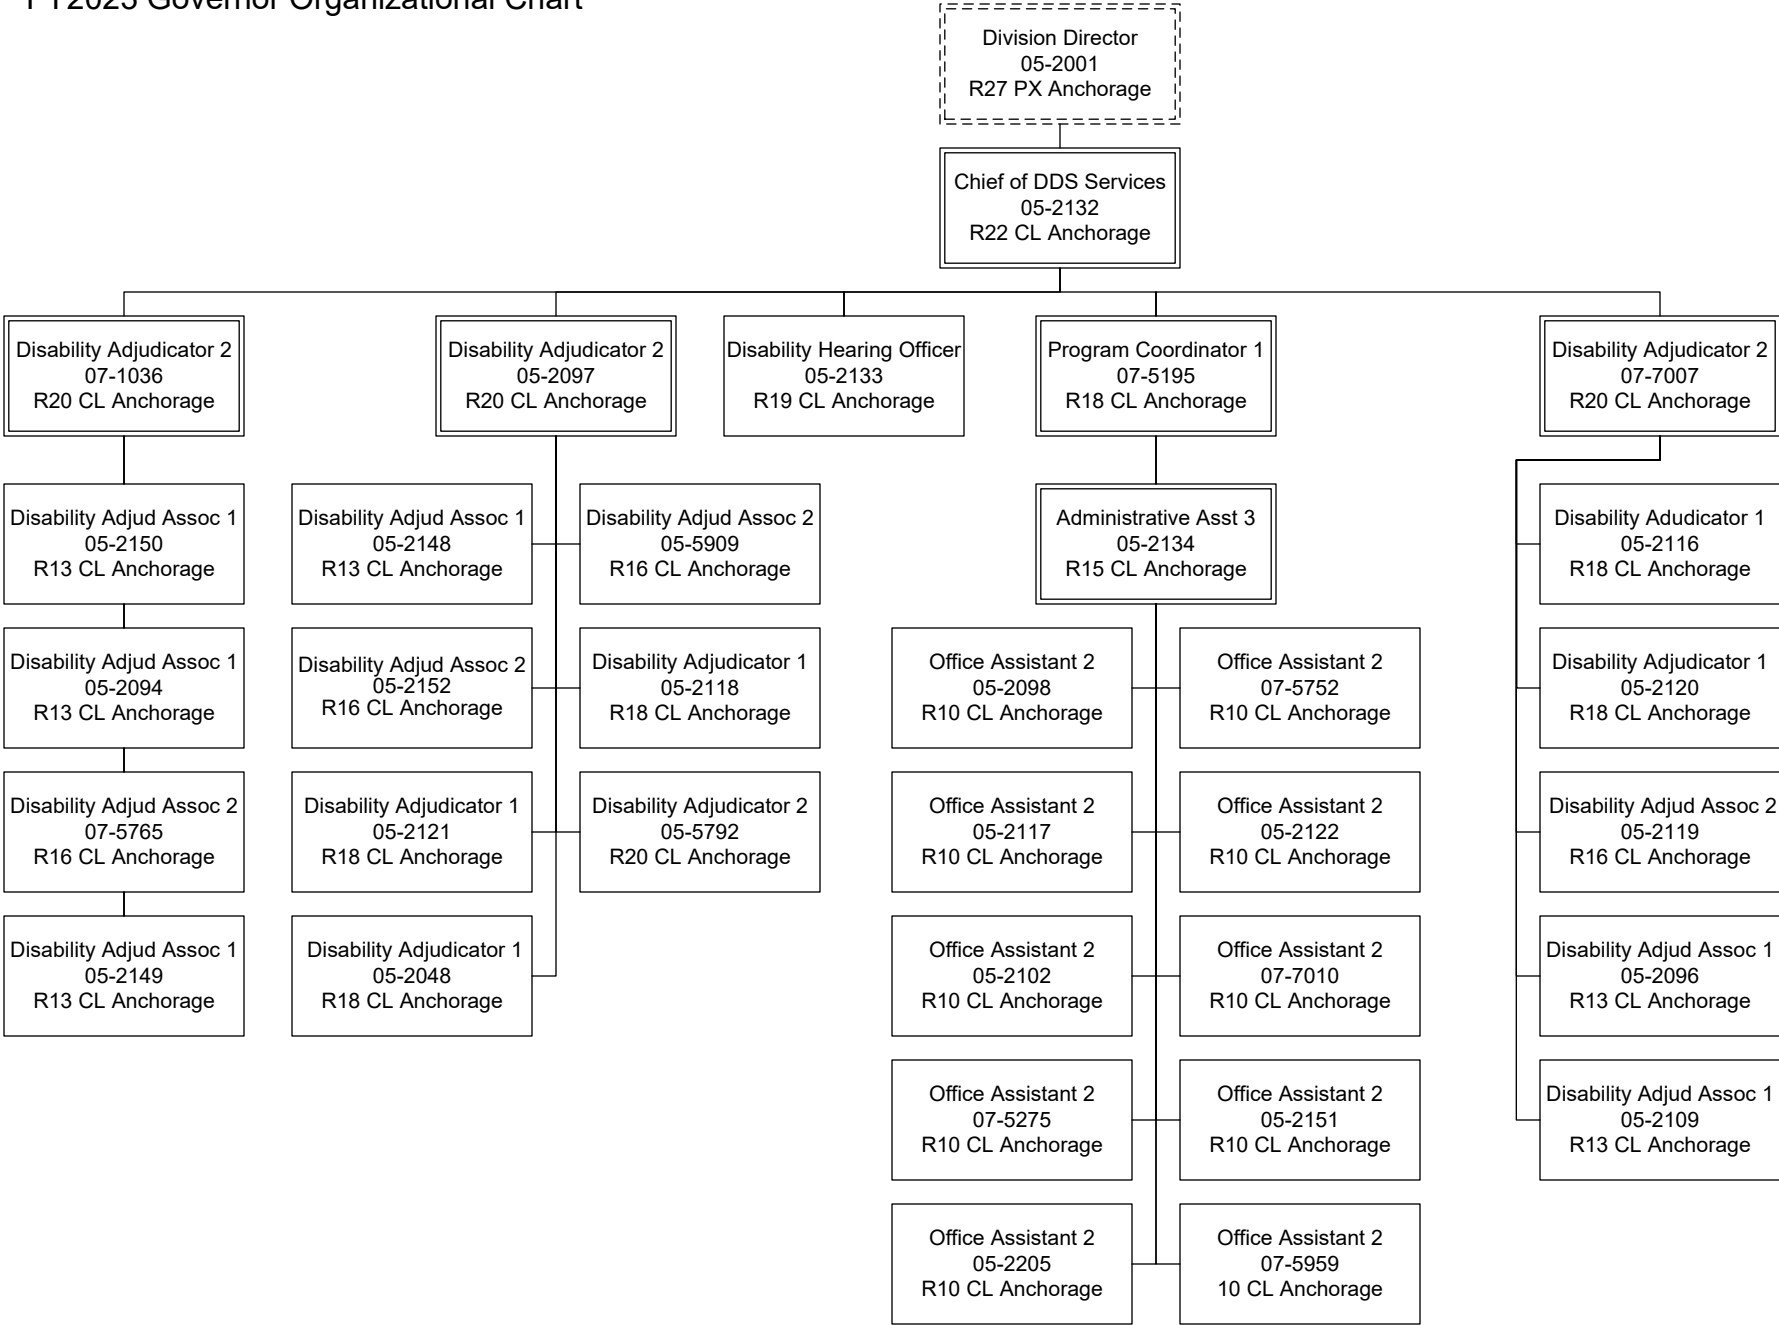 Governor Organizational Chart
Division Director
05-2001
R27 PX Anchorage
Chief of DDS Services
05-2132
R22 CL Anchorage
Disability Adjudicator 2
07-1036
R20 CL Anchorage
Disability Adjudicator 2
05-2097
R20 CL Anchorage
Disability Hearing Officer
05-2133
R19 CL Anchorage
Program Coordinator 1
07-5195
R18 CL Anchorage
Disability Adjudicator 2
07-7007
R20 CL Anchorage
Disability Adjud Assoc 1
05-2150
R13 CL Anchorage
Disability Adjud Assoc 1
05-2148
R13 CL Anchorage
Disability Adjud Assoc 2
05-5909
R16 CL Anchorage
Administrative Asst 3
05-2134
R15 CL Anchorage
Disability Adudicator 1
05-2116
R18 CL Anchorage
Disability Adjud Assoc 1
05-2094
R13 CL Anchorage
Disability Adjud Assoc 2
05-2152
R16 CL Anchorage
Disability Adjudicator 1
05-2118
R18 CL Anchorage
Office Assistant 2
05-2098
R10 CL Anchorage
Office Assistant 2
07-5752
R10 CL Anchorage
Disability Adjudicator 1
05-2120
R18 CL Anchorage
Disability Adjud Assoc 2
07-5765
R16 CL Anchorage
Disability Adjudicator 1
05-2121
R18 CL Anchorage
Disability Adjudicator 2
05-5792
R20 CL Anchorage
Office Assistant 2
05-2117
R10 CL Anchorage
Office Assistant 2
05-2122
R10 CL Anchorage
Disability Adjud Assoc 2
05-2119
R16 CL Anchorage
Disability Adjud Assoc 1
05-2149
R13 CL Anchorage
Disability Adjudicator 1
05-2048
R18 CL Anchorage
Office Assistant 2
05-2102
R10 CL Anchorage
Office Assistant 2
07-7010
R10 CL Anchorage
Disability Adjud Assoc 1
05-2096
R13 CL Anchorage
Office Assistant 2
07-5275
R10 CL Anchorage
Office Assistant 2
05-2151
R10 CL Anchorage
Disability Adjud Assoc 1
05-2109
R13 CL Anchorage
Office Assistant 2
05-2205
R10 CL Anchorage
Office Assistant 2
07-5959
10 CL Anchorage